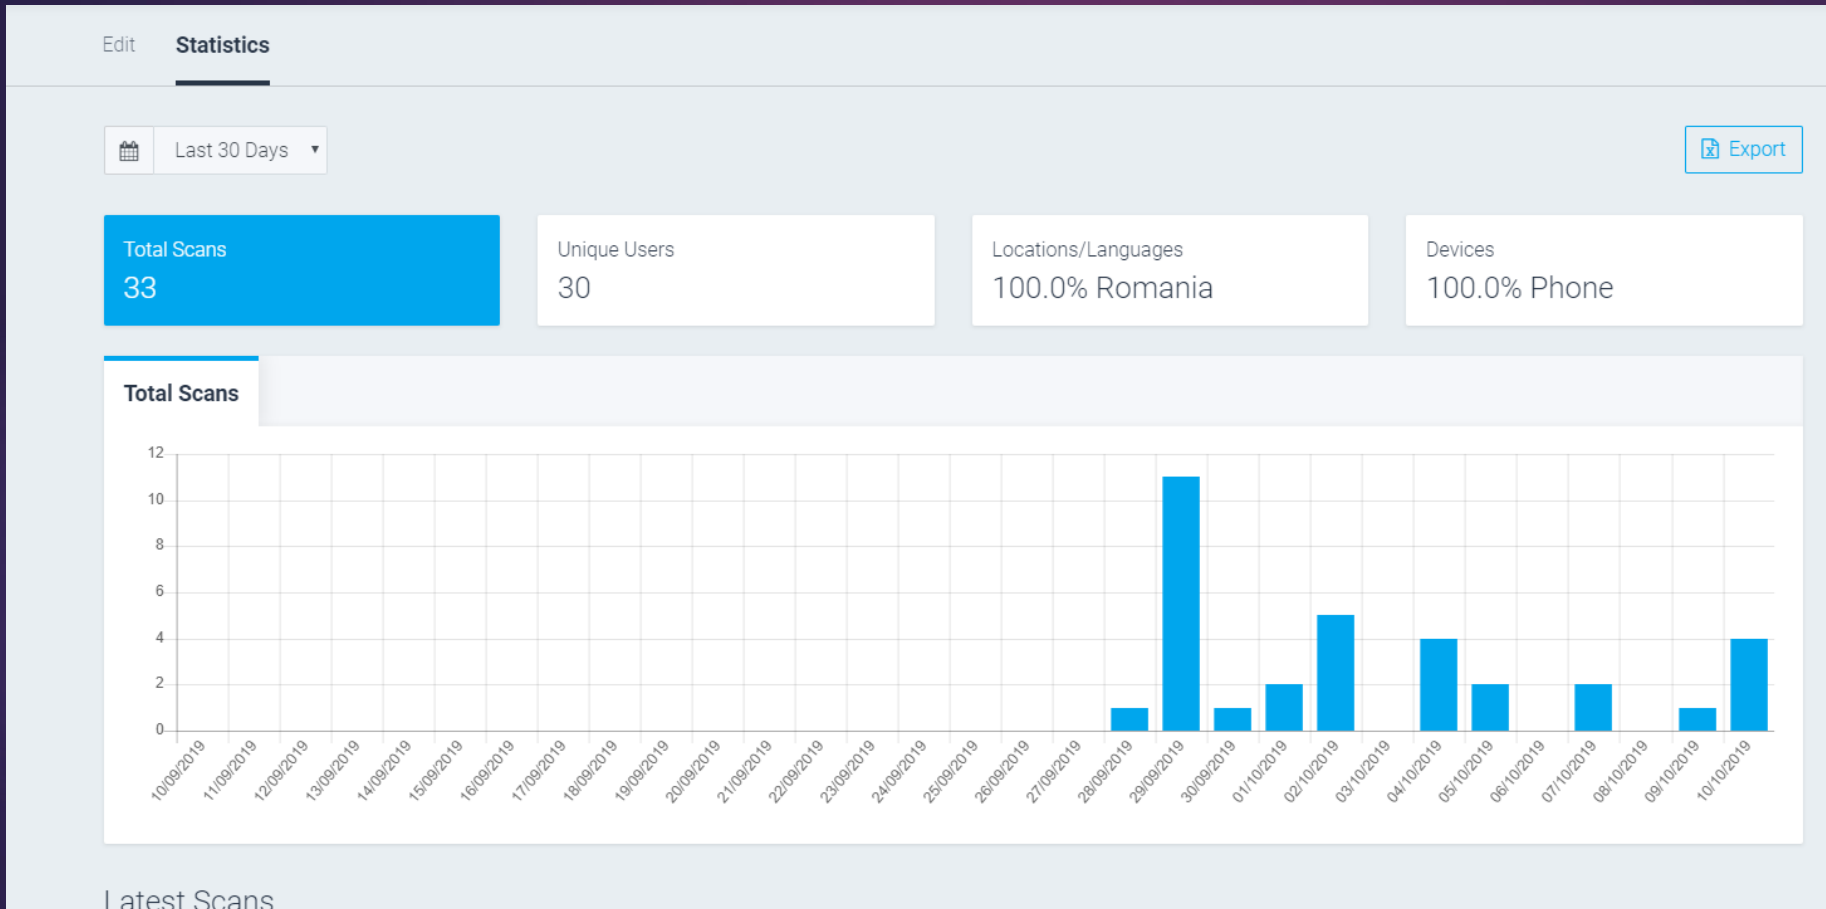 Edit Statistics
Last 30 Days
Export
Total Scans
33
Unique Users
30
Locations/Languages
100.0% Romania
Devices
100.0% Phone
Total Scans
12
10
8
6
4
2
0
10/09/2019 11/09/2019 12/09/2019 13/09/2019 14/09/2019 15/09/2019 16/09/2019 17/09/2019 18/09/2019 19/09/2019 20/09/2019 21/09/2019 22/09/2019 23/09/2019 24/09/2019 25/09/2019 26/09/2019 27/09/2019 28/09/2019 29/09/2019 30/09/2019 01/10/2019 02/10/2019 03/10/2019 04/10/2019 05/10/2019 06/10/2019 07/10/2019 08/10/2019 09/10/2019 10/10/2019
Latest Scans